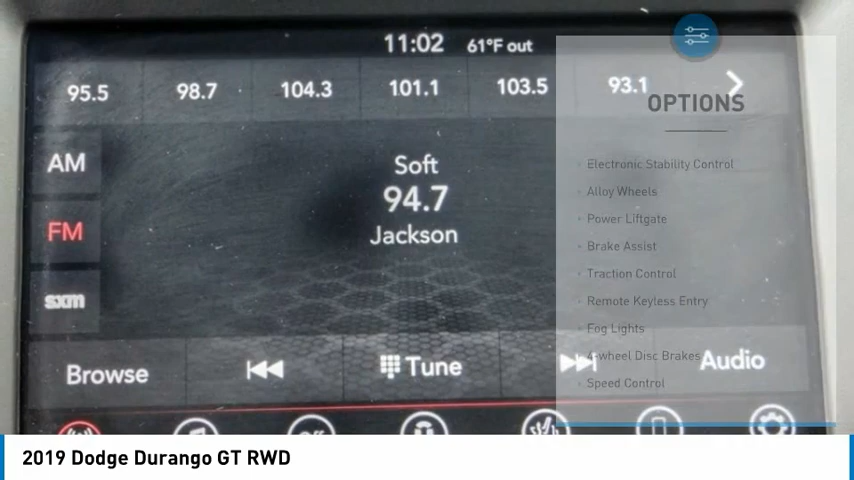 11:02 61°F out
95.5 98.7 104.3 101.1 103.5 93.1
OPTIONS
AM
Soft
94.7
Jackson
FM
sxm
Electronic Stability Control
Alloy Wheels
Power Liftgate
Brake Assist
Traction Control
Remote Keyless Entry
Fog Lights
4-wheel Disc Brakes
Speed Control
Browse Tune Audio
Off
2019 Dodge Durango GT RWD